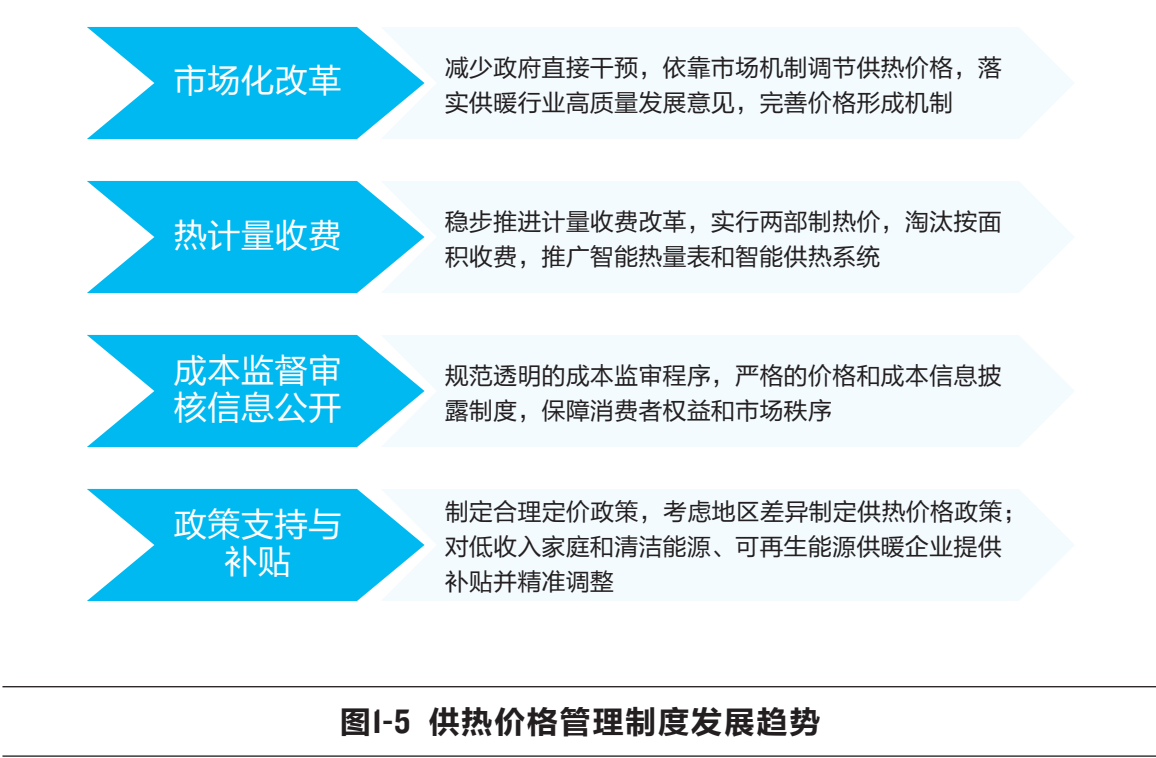 市场化改革
减少政府直接干预，依靠市场机制调节供热价格，落
实供暖行业高质量发展意见，完善价格形成机制
热计量收费
稳步推进计量收费改革，实行两部制热价，淘汰按面
积收费，推广智能热量表和智能供热系统
成本监督审
核信息公开
规范透明的成本监审程序，严格的价格和成本信息披
露制度，保障消费者权益和市场秩序
政策支持与
补贴
制定合理定价政策，考虑地区差异制定供热价格政策；
对低收入家庭和清洁能源、可再生能源供暖企业提供
补贴并精准调整
图1-5 供热价格管理制度发展趋势